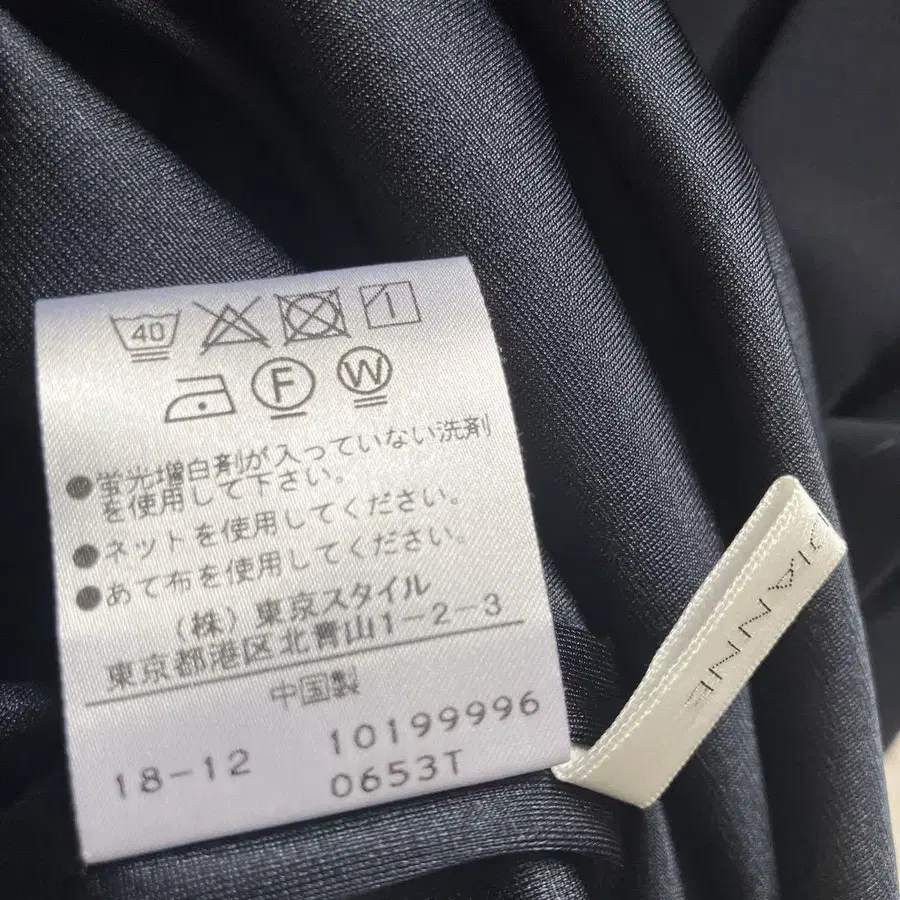 40
F
W
●蛍光増白剤が入っていない洗剤
を使用して下さい。
●ネットを使用してください。
●あて布を使用してください。
(株)東京スタイル
東京都港区北青山1-2-3
中国製
18-12 10199996
0653T
IANNE